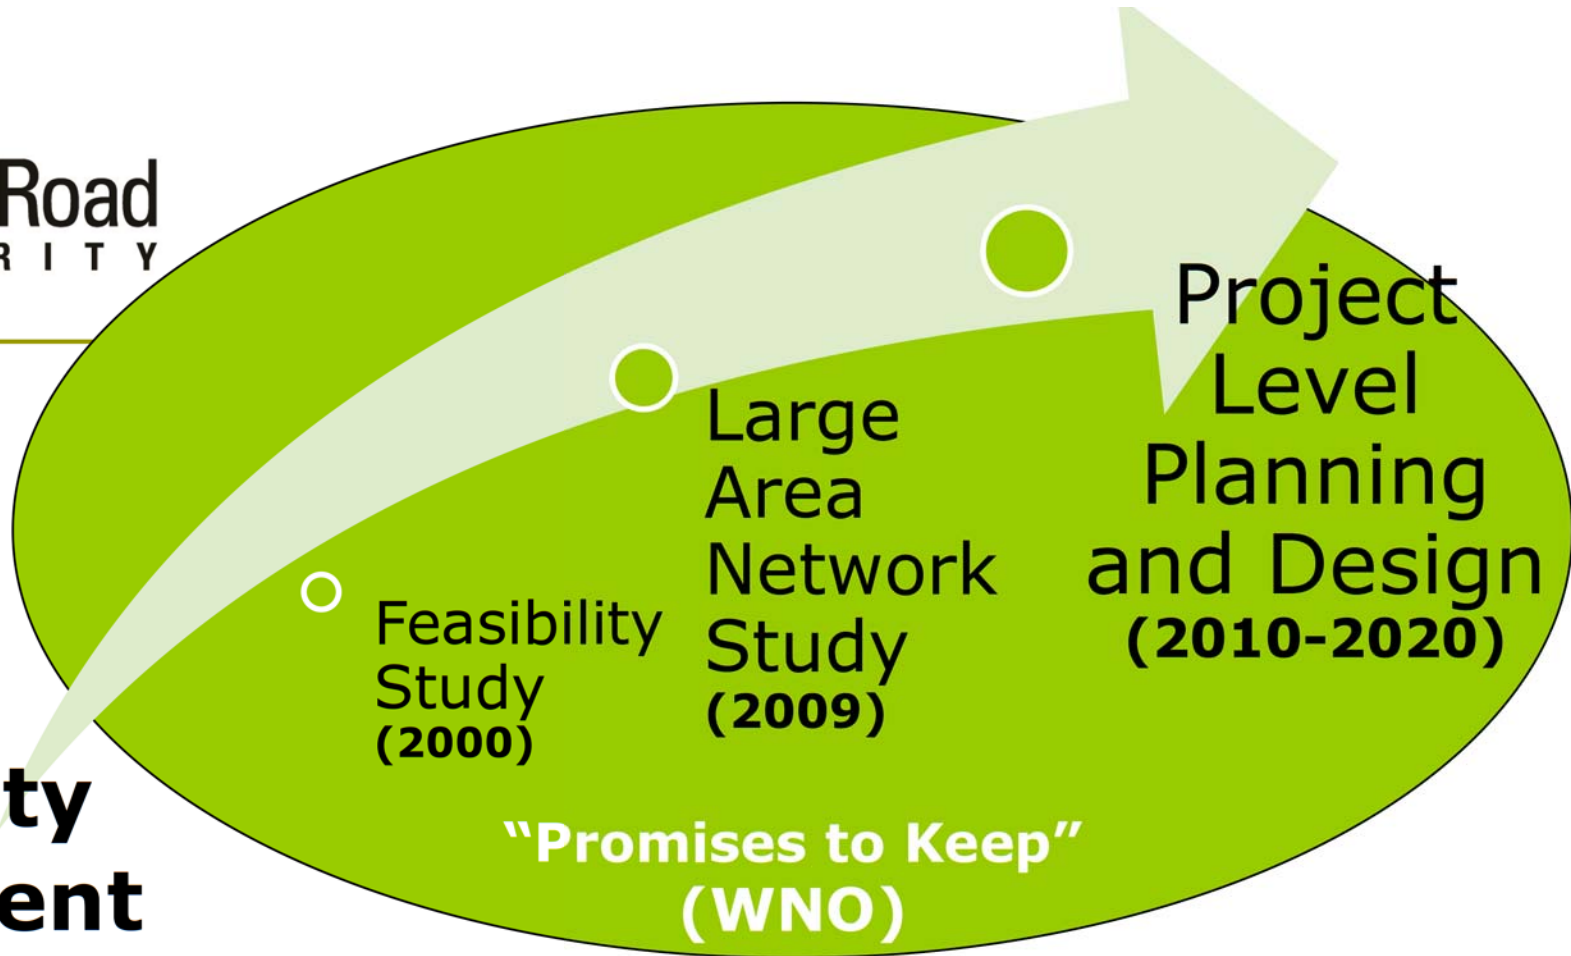 Road
RITY
Project
Level
Planning
and Design
(2010-2020)
Large
Area
Network
Study
(2009)
Feasibility
Study
(2000)
ty
ent
“Promises to Keep”
(WNO)